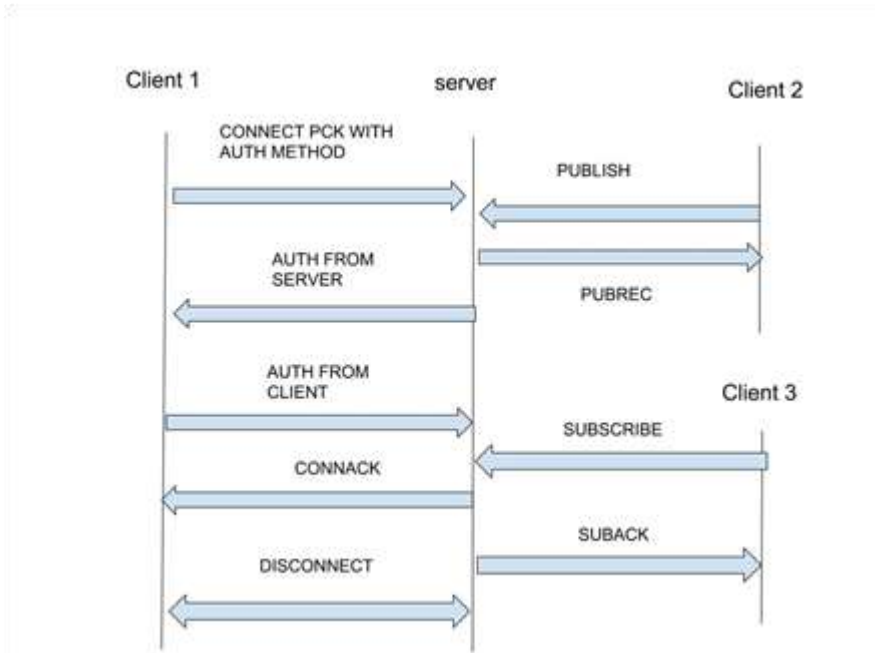 Client 1
server
Client 2
CONNECT PCK WITH
AUTH METHOD
PUBLISH
AUTH FROM
SERVER
PUBREC
AUTH FROM
CLIENT
Client 3
SUBSCRIBE
CONNACK
SUBACK
DISCONNECT